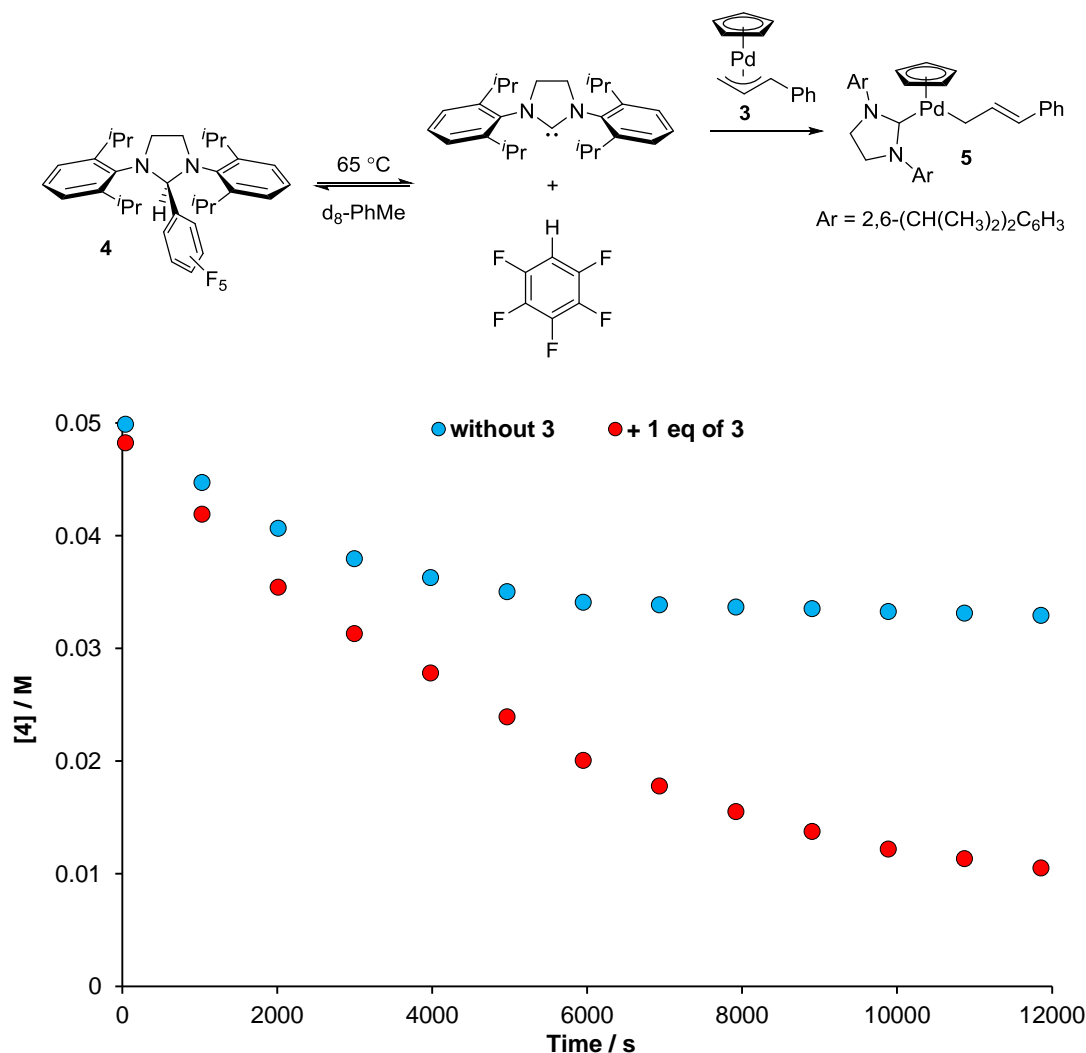 Pd
Ph
3
iPr
iPr
N
N
iPr
iPr
iPr
iPr
N
N
iPr
iPr
H
F5
4
65 °C
d8-PhMe
+
H
F
F
F
F
F
Ar
N
N
Ar
Pd
Ph
5
Ar = 2,6-(CH(CH3)2)2C6H3
without 3
+ 1 eq of 3
[4] / M
0.05
0.04
0.03
0.02
0.01
0
0
2000
4000
6000
8000
10000
12000
Time / s